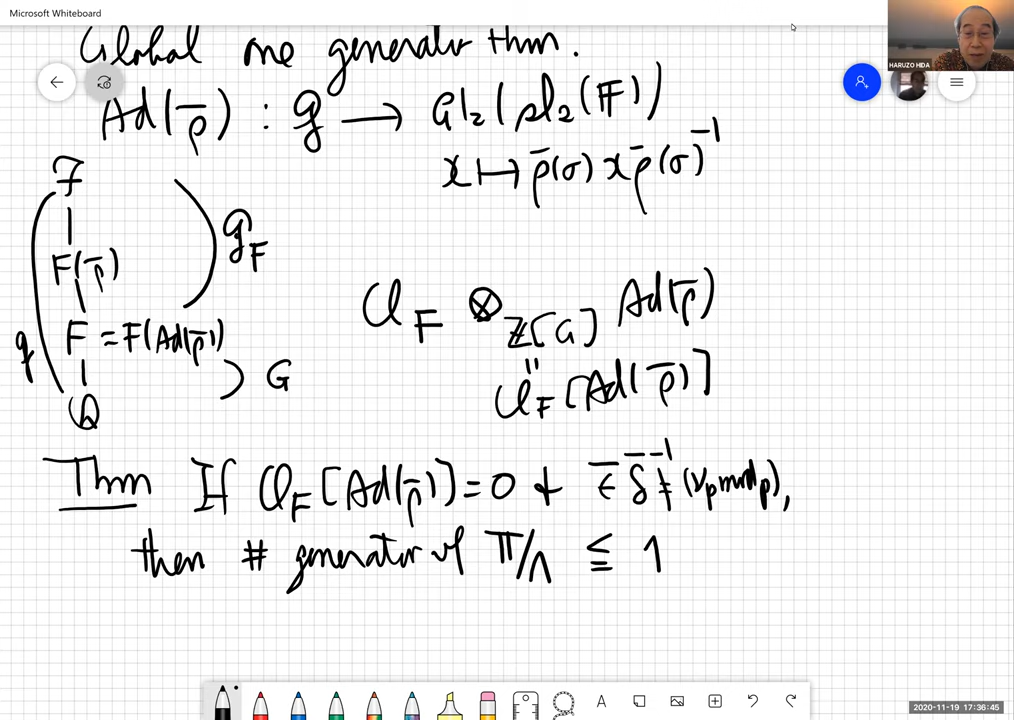 Microsoft Whiteboard
Global one generator thm.
Ad(ρ̄) : g → GL₂(sl₂(𝔽))
x ↦ ρ̄(σ) x ρ̄(σ)⁻¹
HARUZO HIDA
F
F(ρ̄)
F = F(Ad(ρ̄))
Q
g
g_F
G
Cl_F ⊗_ℤ[G] Ad(ρ̄)
"
Cl_F[Ad(ρ̄)]
Thm If Cl_F[Ad(ρ̄)] = 0 + ε̄ δ̄⁻¹ ≠ (ν_p mod p),
then # generator of 𝕋/Λ ≦ 1
A
2020-11-19 17:36:45